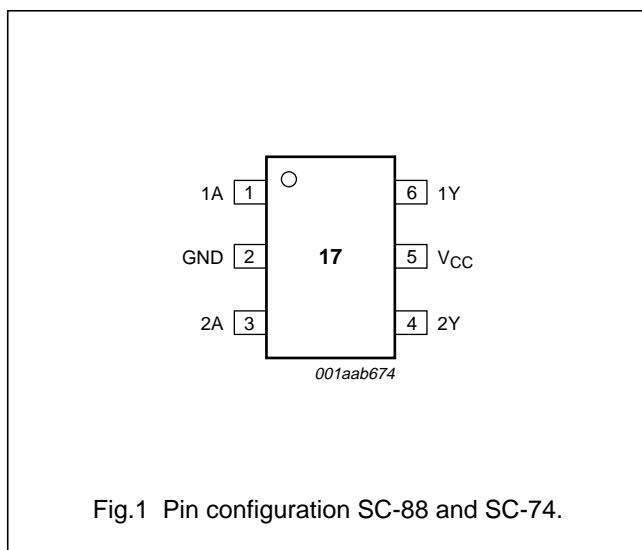 1A 1 6 1Y
GND 2 17 5 VCC
2A 3 4 2Y
001aab674
Fig.1 Pin configuration SC-88 and SC-74.